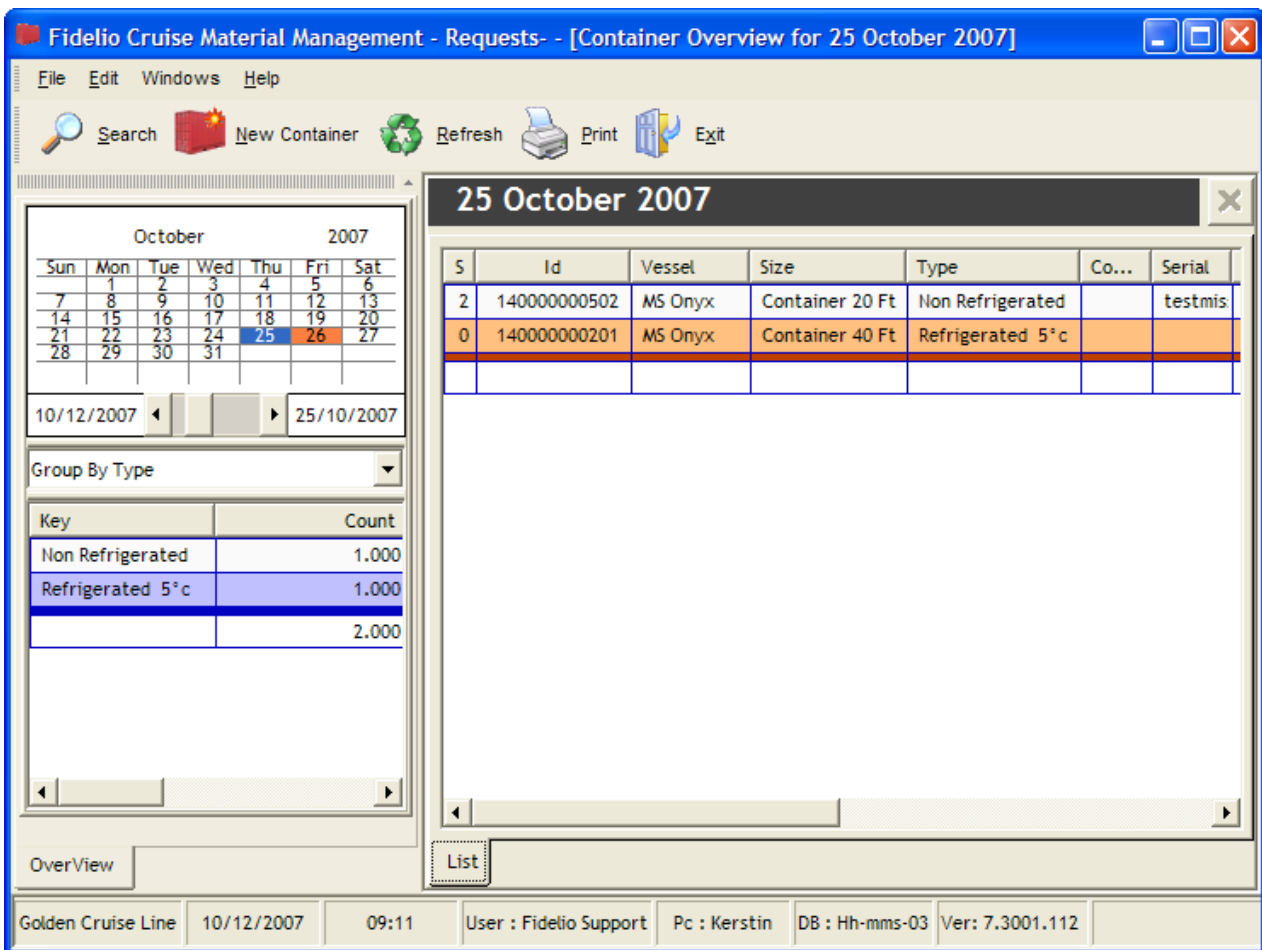 Fidelio Cruise Material Management - Requests- - [Container Overview for 25 October 2007]
File Edit Windows Help
Search New Container Refresh Print Exit
October 2007
Sun Mon Tue Wed Thu Fri Sat
1 2 3 4 5 6
7 8 9 10 11 12 13
14 15 16 17 18 19 20
21 22 23 24 25 26 27
28 29 30 31
10/12/2007 25/10/2007
Group By Type
Key Count
Non Refrigerated 1.000
Refrigerated 5°c 1.000
2.000
OverView
25 October 2007
S Id Vessel Size Type Co... Serial
2 140000000502 MS Onyx Container 20 Ft Non Refrigerated testmis
0 140000000201 MS Onyx Container 40 Ft Refrigerated 5°c
List
Golden Cruise Line 10/12/2007 09:11 User : Fidelio Support Pc : Kerstin DB : Hh-mms-03 Ver: 7.3001.112